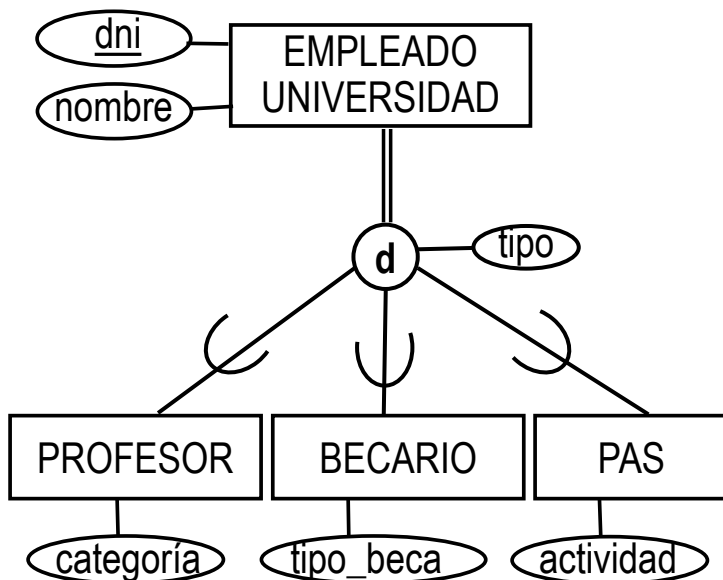 dni
EMPLEADO
UNIVERSIDAD
nombre
d
tipo
PROFESOR
BECARIO
PAS
categoría
tipo_beca
actividad